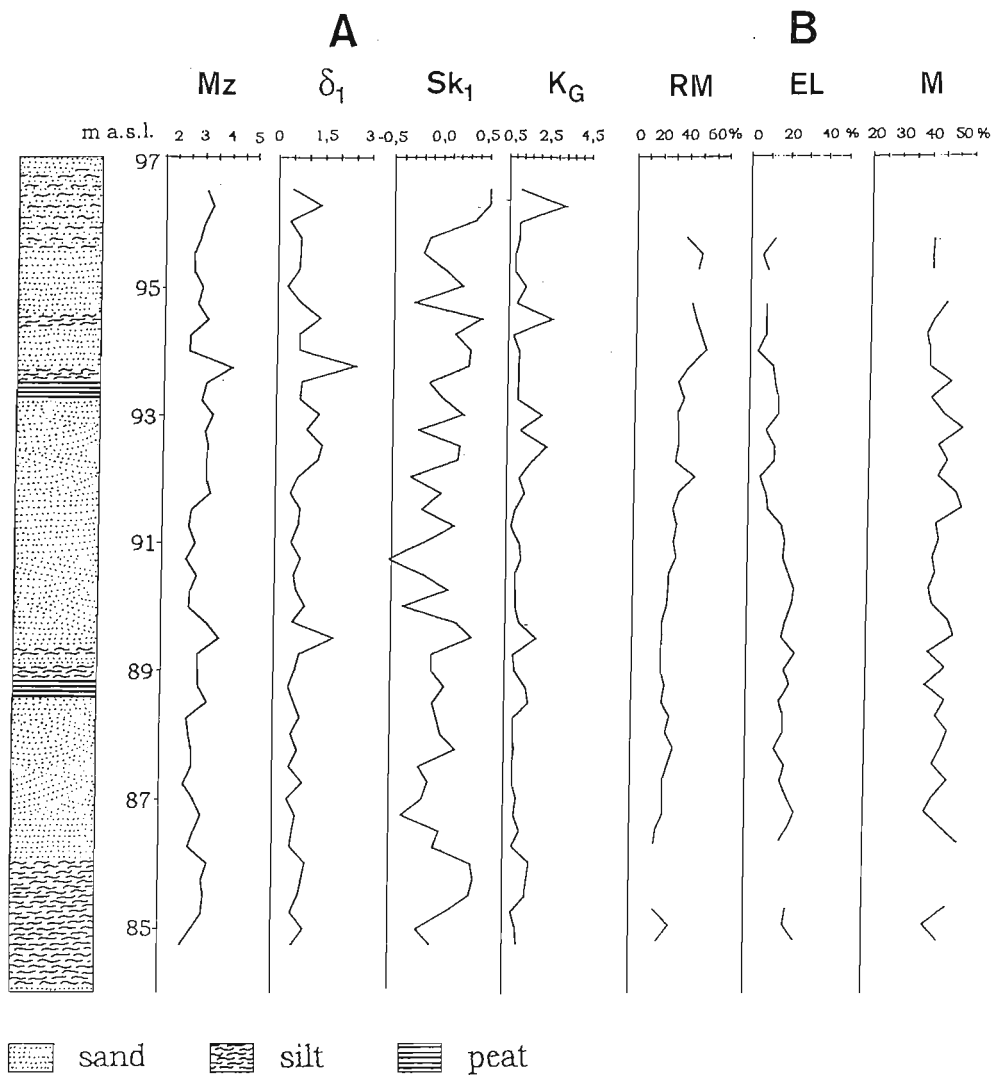 A B
Mz δ1 Sk1 KG RM EL M
m a.s.l. 2 3 4 5 0 1,5 3 -0,5 0,0 0,5 0,5 2,5 4,5 0 20 40 60% 0 20 40 % 20 30 40 50 %
97
95
93
91
89
87
85
sand silt peat